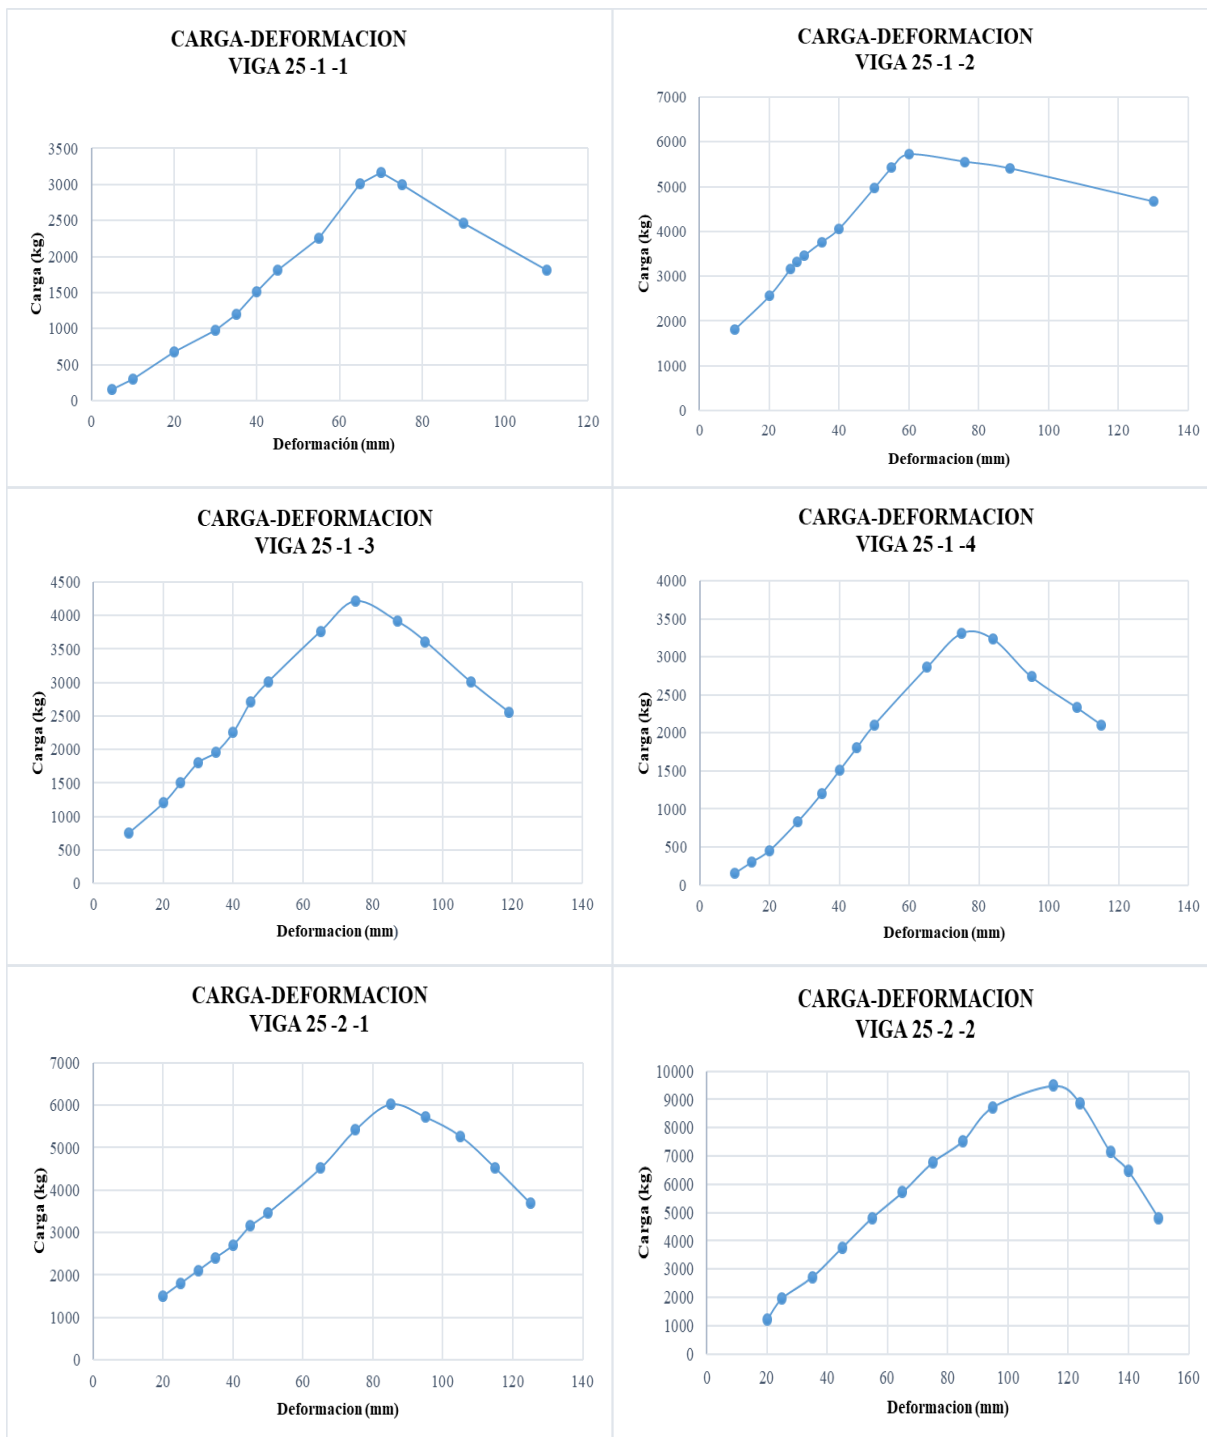 CARGA-DEFORMACION
VIGA 25 -1 -1
3500
3000
2500
2000
1500
1000
500
0
Carga (kg)
0 20 40 60 80 100 120
Deformación (mm)
CARGA-DEFORMACION
VIGA 25 -1 -2
7000
6000
5000
4000
3000
2000
1000
0
Carga (kg)
0 20 40 60 80 100 120 140
Deformacion (mm)
CARGA-DEFORMACION
VIGA 25 -1 -3
4500
4000
3500
3000
2500
2000
1500
1000
500
0
Carga (kg)
0 20 40 60 80 100 120 140
Deformacion (mm)
CARGA-DEFORMACION
VIGA 25 -1 -4
4000
3500
3000
2500
2000
1500
1000
500
0
Carga (kg)
0 20 40 60 80 100 120 140
Deformacion (mm)
CARGA-DEFORMACION
VIGA 25 -2 -1
7000
6000
5000
4000
3000
2000
1000
0
Carga (kg)
0 20 40 60 80 100 120 140
Deformacion (mm)
CARGA-DEFORMACION
VIGA 25 -2 -2
10000
9000
8000
7000
6000
5000
4000
3000
2000
1000
0
Carga (kg)
0 20 40 60 80 100 120 140 160
Deformacion (mm)